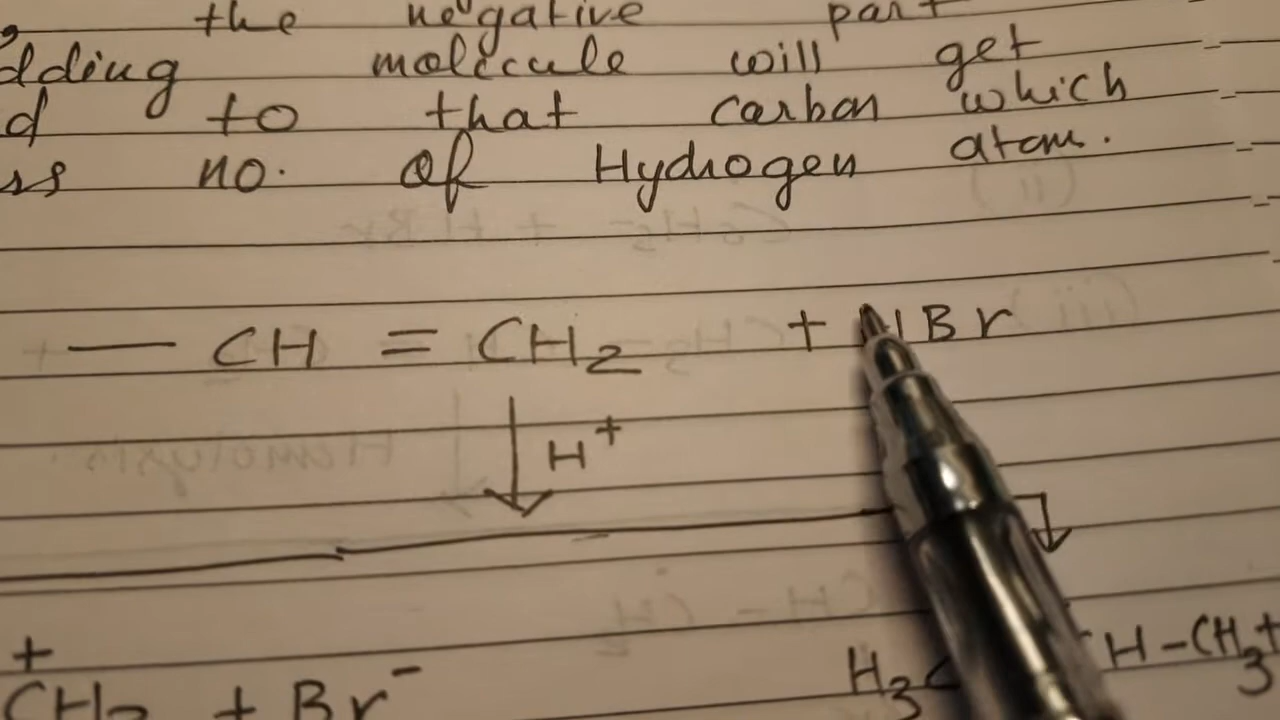 the negative part
dding molecule will get
d to that carbon which
ss no. of Hydrogen atom.
— CH = CH2 + HBr
H+
+
CH2 + Br-
H3C H-CH3+